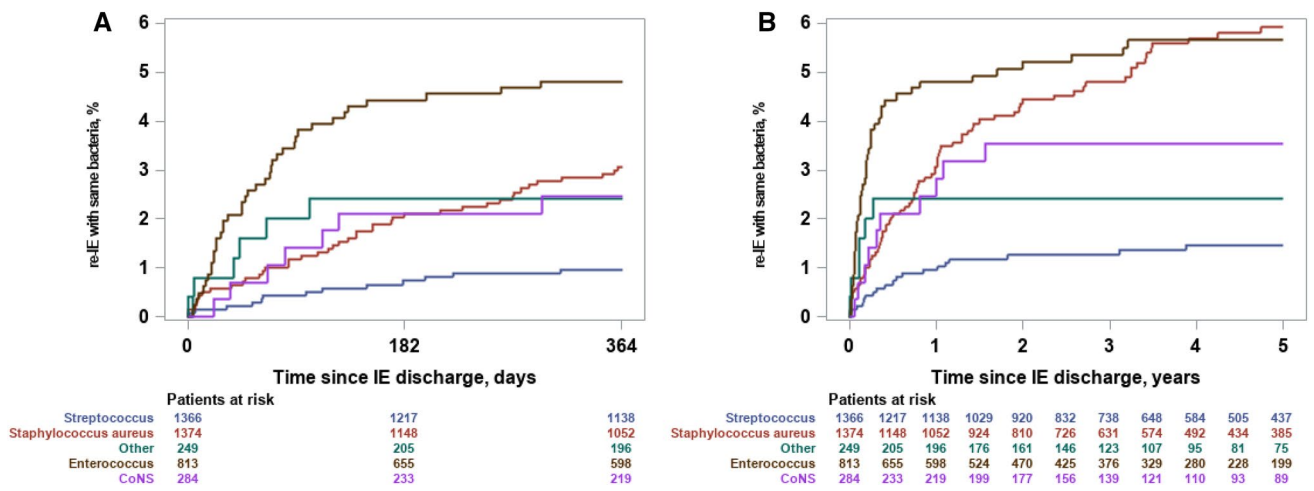 A
re-IE with same bacteria, %
6
5
4
3
2
1
0
0 182 364
Time since IE discharge, days
Patients at risk
Streptococcus 1366 1217 1138
Staphylococcus aureus 1374 1148 1052
Other 249 205 196
Enterococcus 813 655 598
CoNS 284 233 219
B
re-IE with same bacteria, %
6
5
4
3
2
1
0
0 1 2 3 4 5
Time since IE discharge, years
Patients at risk
Streptococcus 1366 1217 1138 1029 920 832 738 648 584 505 437
Staphylococcus aureus 1374 1148 1052 924 810 726 631 574 492 434 385
Other 249 205 196 176 161 146 123 107 95 81 75
Enterococcus 813 655 598 524 470 425 376 329 280 228 199
CoNS 284 233 219 199 177 156 139 121 110 93 89